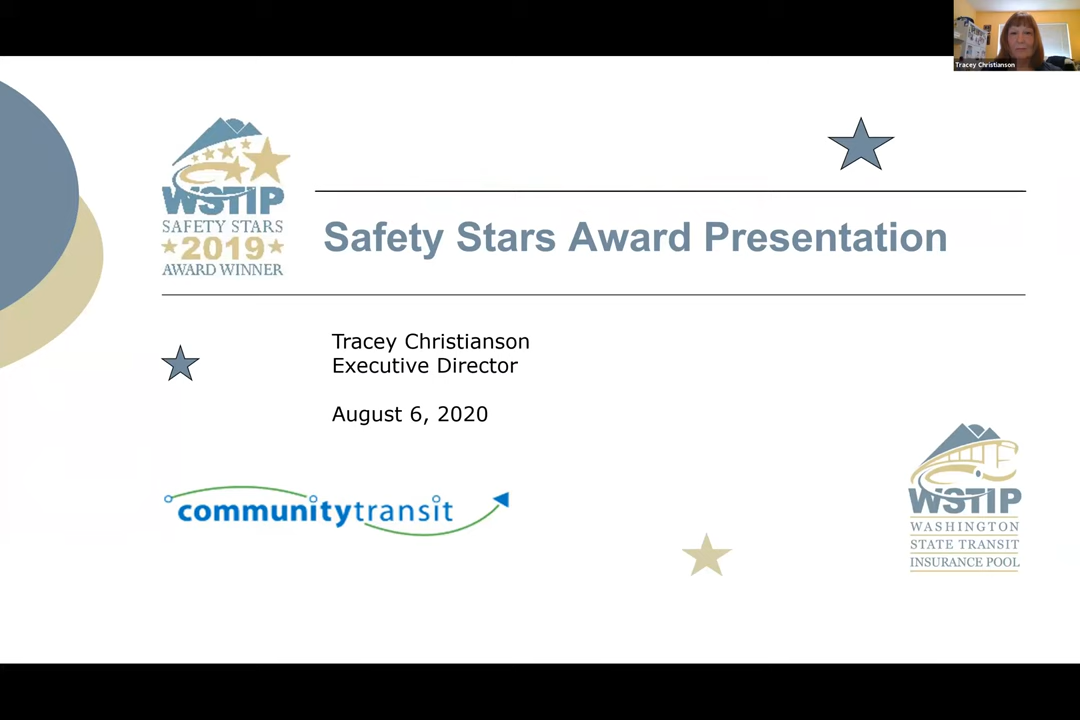 Tracey Christianson
WSTIP
SAFETY STARS
2019
AWARD WINNER
Safety Stars Award Presentation
Tracey Christianson
Executive Director
August 6, 2020
communitytransit
WSTIP
WASHINGTON
STATE TRANSIT
INSURANCE POOL